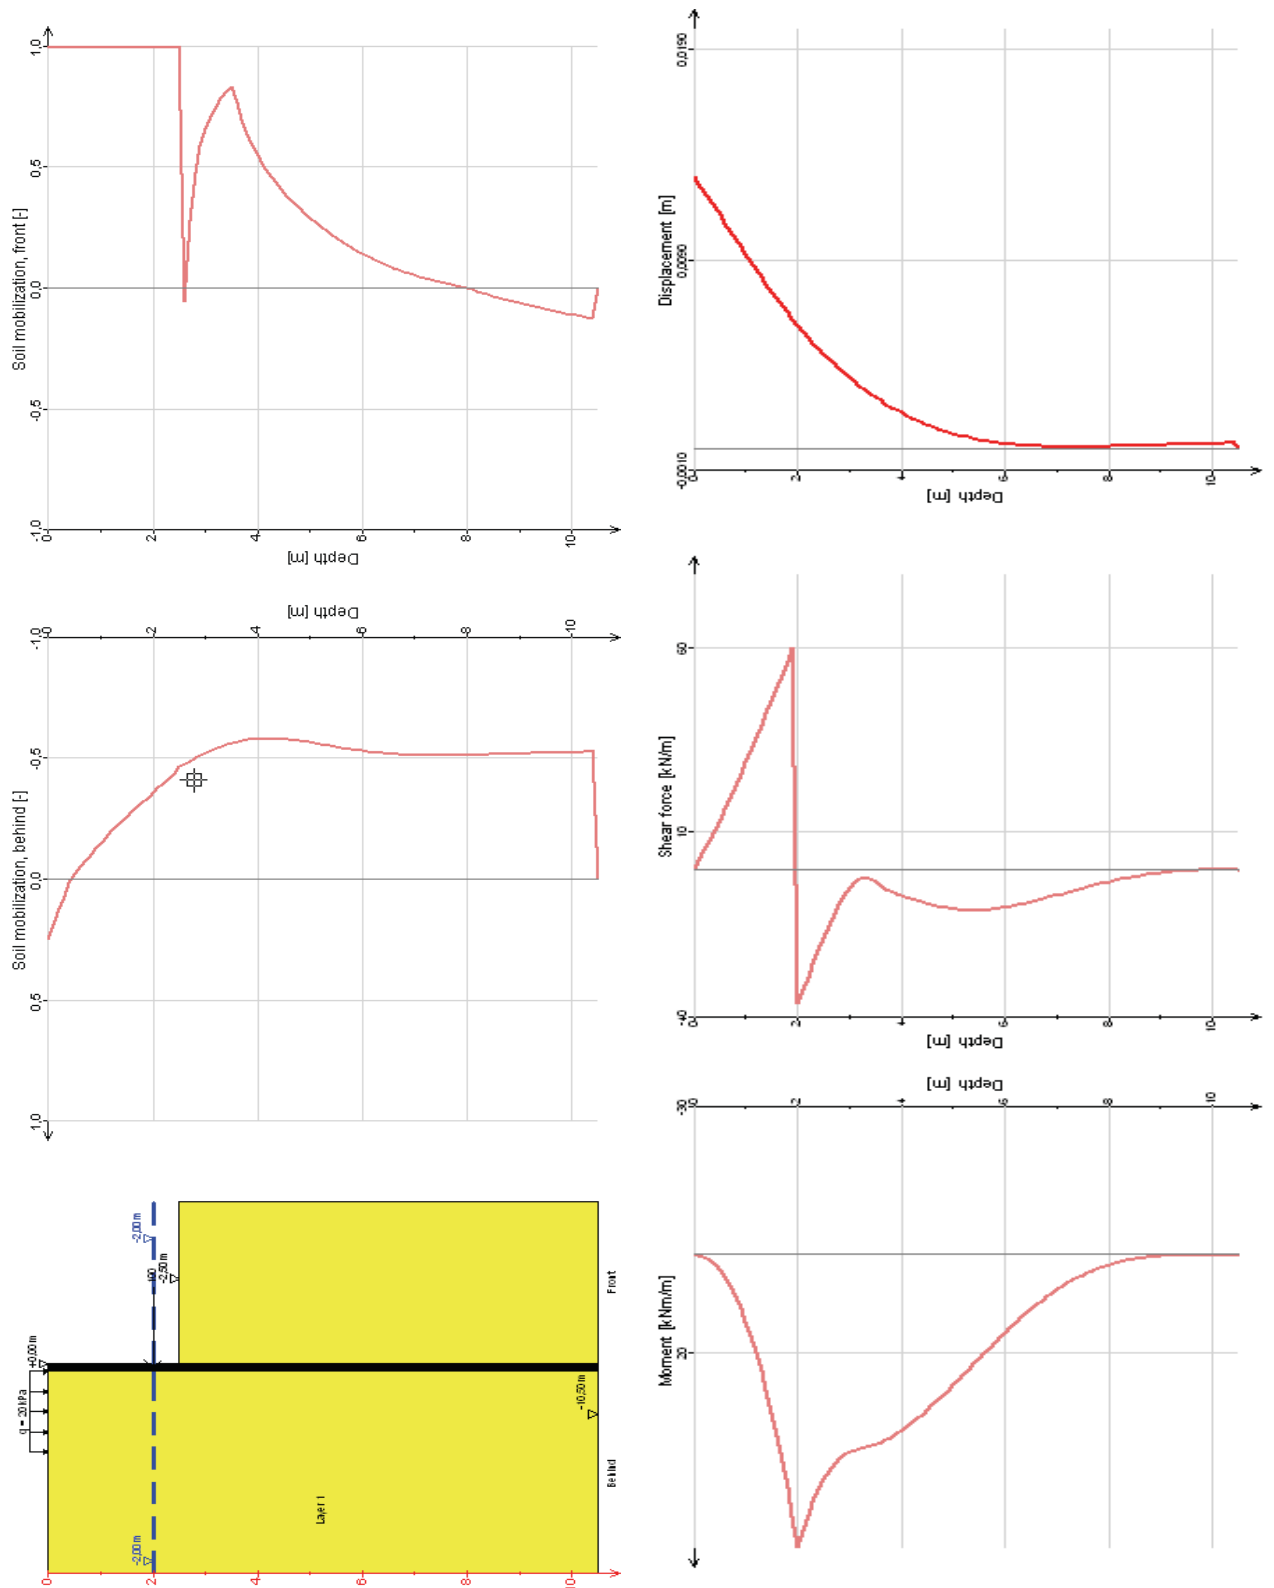 Soil mobilization, front [-]
1,0
0,5
0,0
-0,5
-1,0
0
-2
-4
-6
-8
-10
Depth [m]
Displacement [m]
0,0190
0,0090
-0,0010
0
-2
-4
-6
-8
-10
Depth [m]
Soil mobilization, behind [-]
-1,0
-0,5
0,0
0,5
1,0
-2
-4
-6
-8
-10
Depth [m]
Shear force [kN/m]
60
10
-40
0
-2
-4
-6
-8
-10
Depth [m]
q = 20 kPa
+0,00 m
-2,00 m
-2,50 m
100
-2,00 m
-10,50 m
Layer 1
Behind
Front
0
-2
-4
-6
-8
-10
Moment [kNm/m]
-30
20
0
-2
-4
-6
-8
-10
Depth [m]